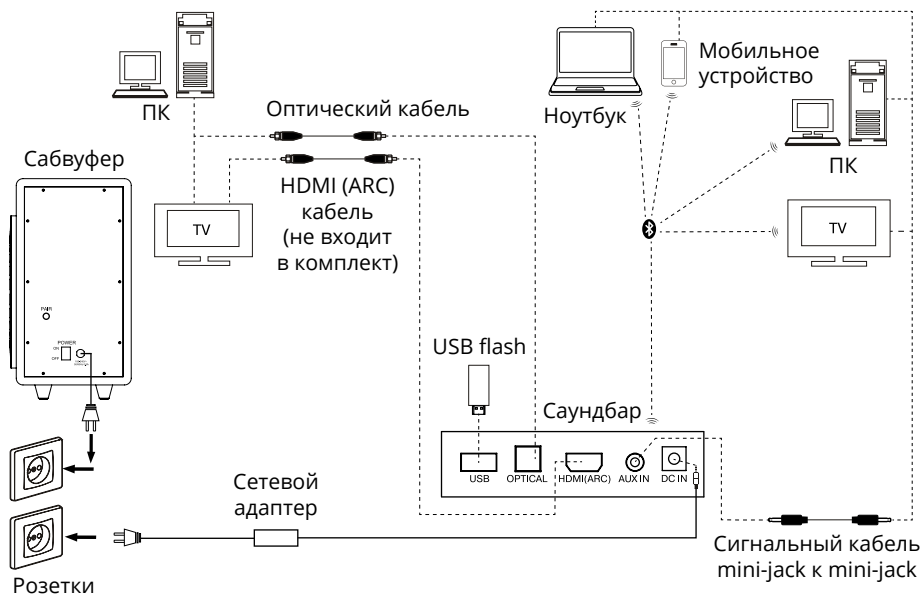 ПК
Оптический кабель
Сабвуфер
HDMI (ARC)
кабель
(не входит
в комплект)
TV
Ноутбук
Мобильное
устройство
ПК
TV
PAIR
POWER
ON
OFF
USB flash
Саундбар
USB
OPTICAL
HDMI(ARC)
AUX IN
DC IN
Сетевой
адаптер
Розетки
Сигнальный кабель
mini-jack к mini-jack